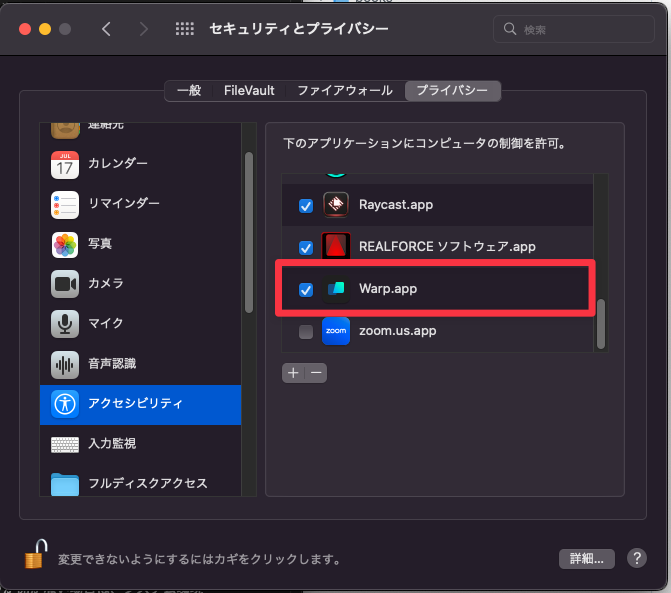 セキュリティとプライバシー
検索
一般
FileVault
ファイアウォール
プライバシー
連絡先
JUL
17
カレンダー
リマインダー
写真
カメラ
マイク
音声認識
アクセシビリティ
入力監視
フルディスクアクセス
下のアプリケーションにコンピュータの制御を許可。
Raycast.app
REALFORCE ソフトウェア.app
Warp.app
zoom
zoom.us.app
変更できないようにするにはカギをクリックします。
詳細...
?